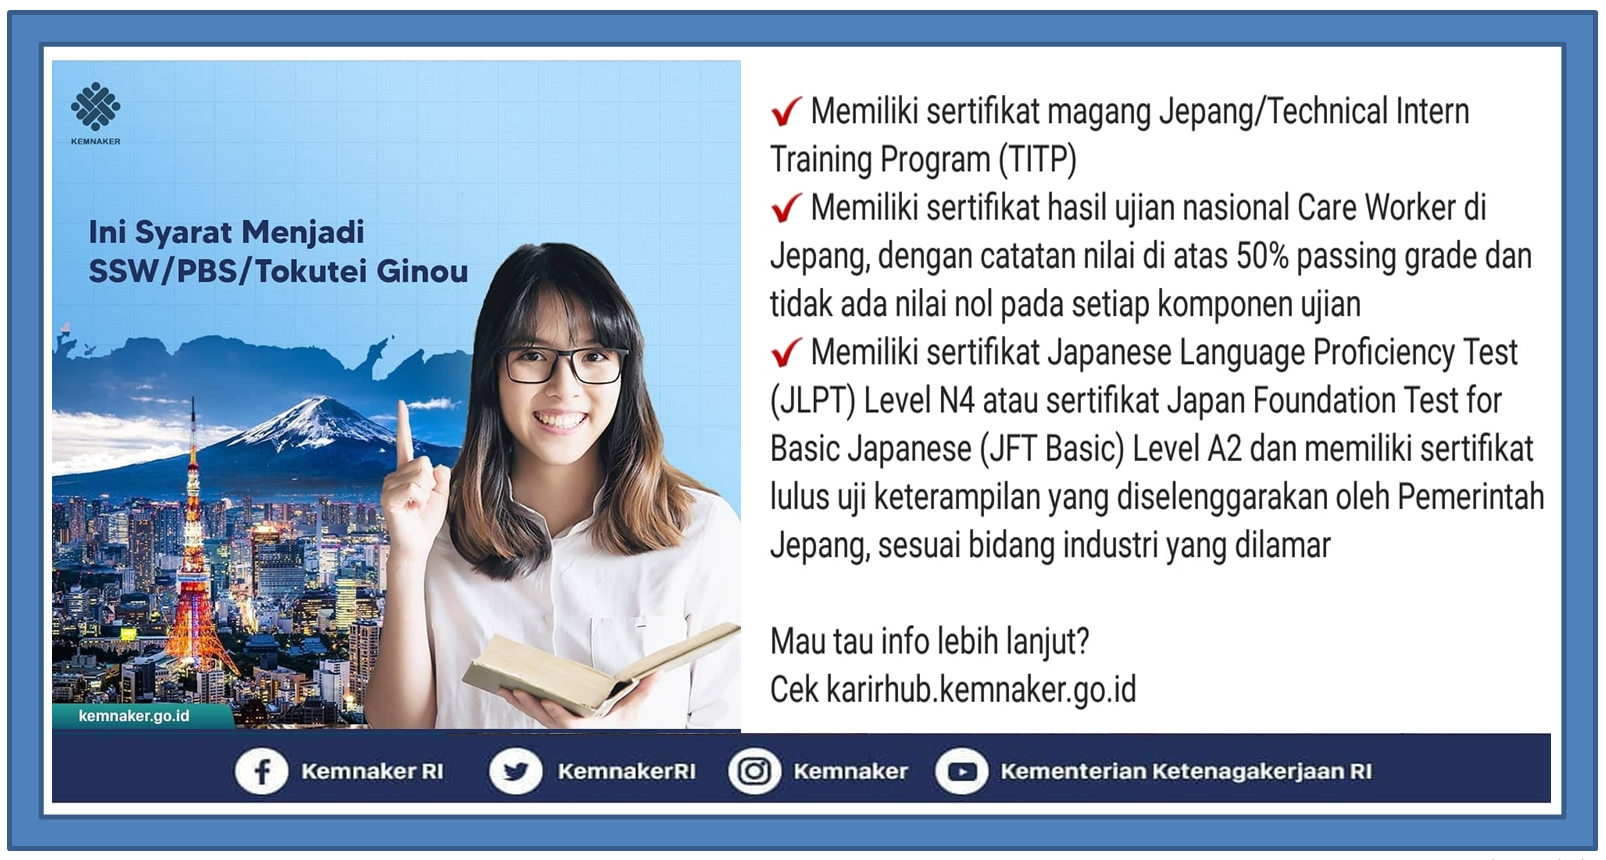 KEMNAKER
Ini Syarat Menjadi
SSW/PBS/Tokutei Ginou
kemnaker.go.id
✔ Memiliki sertifikat magang Jepang/Technical Intern
Training Program (TITP)
✔ Memiliki sertifikat hasil ujian nasional Care Worker di
Jepang, dengan catatan nilai di atas 50% passing grade dan
tidak ada nilai nol pada setiap komponen ujian
✔ Memiliki sertifikat Japanese Language Proficiency Test
(JLPT) Level N4 atau sertifikat Japan Foundation Test for
Basic Japanese (JFT Basic) Level A2 dan memiliki sertifikat
lulus uji keterampilan yang diselenggarakan oleh Pemerintah
Jepang, sesuai bidang industri yang dilamar
Mau tau info lebih lanjut?
Cek karirhub.kemnaker.go.id
Kemnaker RI KemnakerRI Kemnaker Kementerian Ketenagakerjaan RI